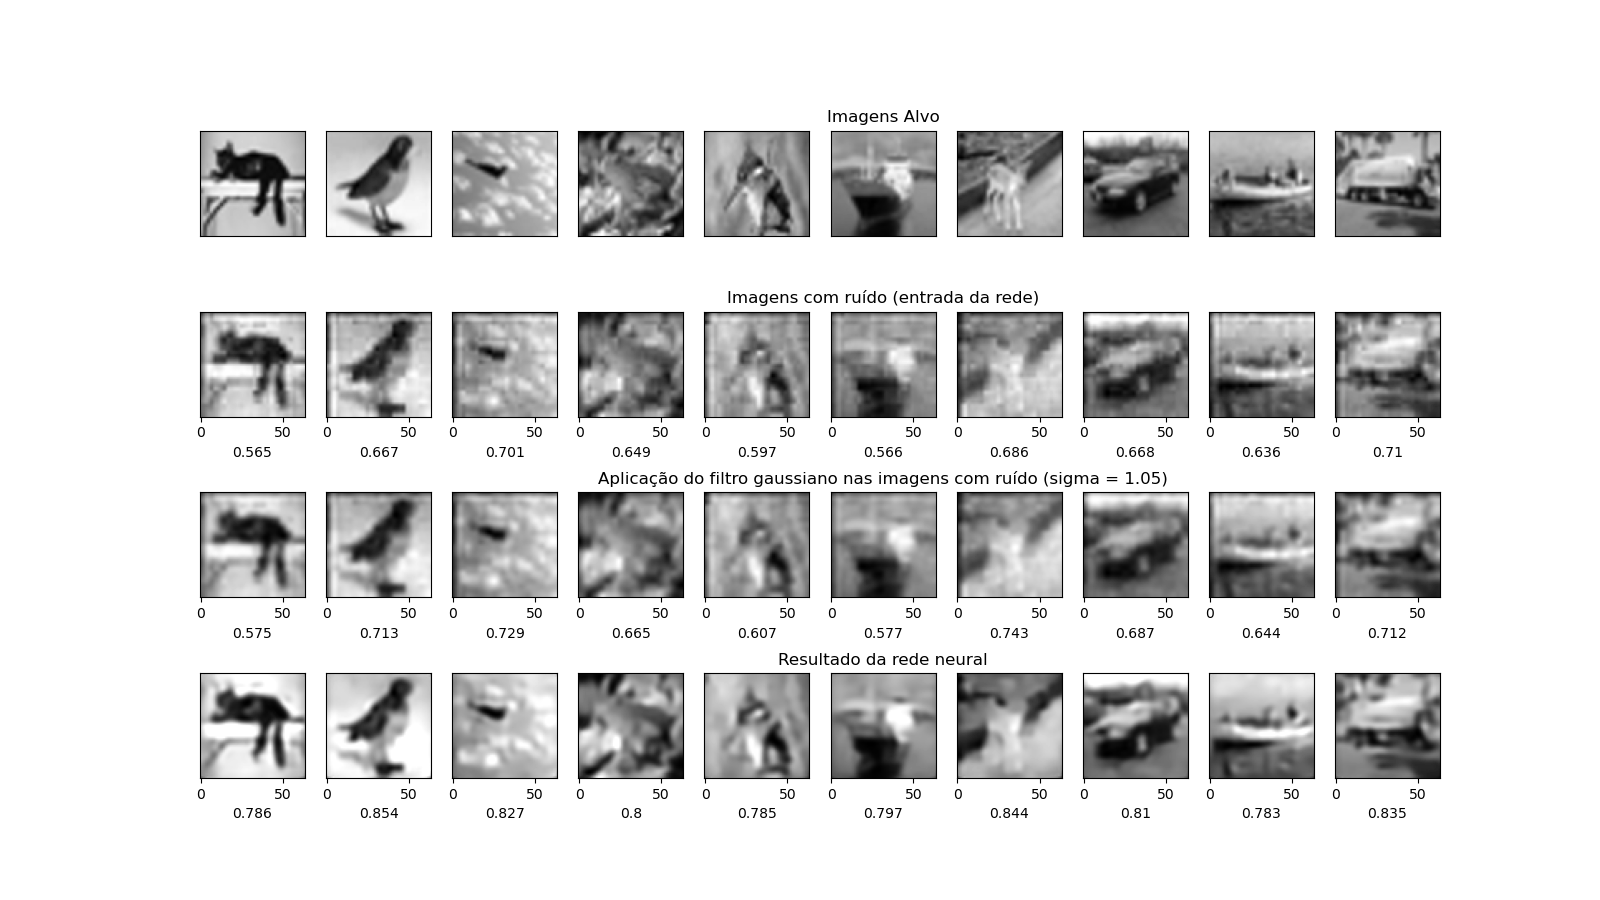 Imagens Alvo
Imagens com ruído (entrada da rede)
0 50 0 50 0 50 0 50 0 50 0 50 0 50 0 50 0 50 0 50
0.565 0.667 0.701 0.649 0.597 0.566 0.686 0.668 0.636 0.71
Aplicação do filtro gaussiano nas imagens com ruído (sigma = 1.05)
0 50 0 50 0 50 0 50 0 50 0 50 0 50 0 50 0 50 0 50
0.575 0.713 0.729 0.665 0.607 0.577 0.743 0.687 0.644 0.712
Resultado da rede neural
0 50 0 50 0 50 0 50 0 50 0 50 0 50 0 50 0 50 0 50
0.786 0.854 0.827 0.8 0.785 0.797 0.844 0.81 0.783 0.835